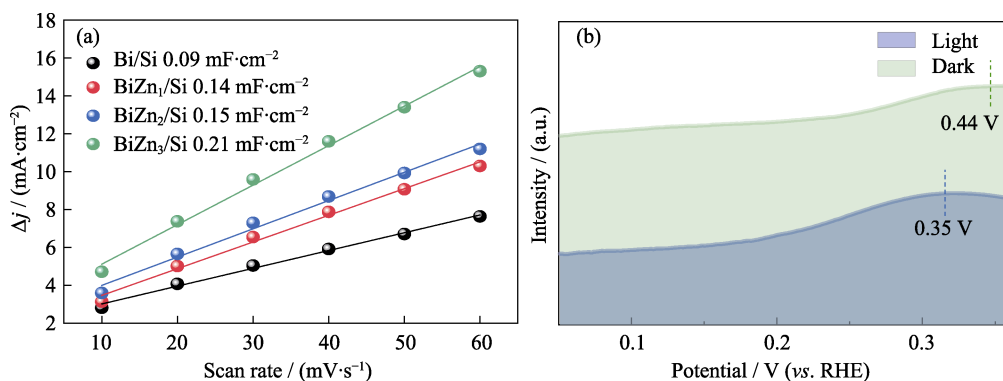 (a)
Bi/Si 0.09 mF·cm⁻²
BiZn₁/Si 0.14 mF·cm⁻²
BiZn₂/Si 0.15 mF·cm⁻²
BiZn₃/Si 0.21 mF·cm⁻²
18
16
14
12
10
8
6
4
2
Δj / (mA·cm⁻²)
10 20 30 40 50 60
Scan rate / (mV·s⁻¹)
(b)
Light
Dark
0.44 V
0.35 V
Intensity / (a.u.)
0.1 0.2 0.3
Potential / V (vs. RHE)